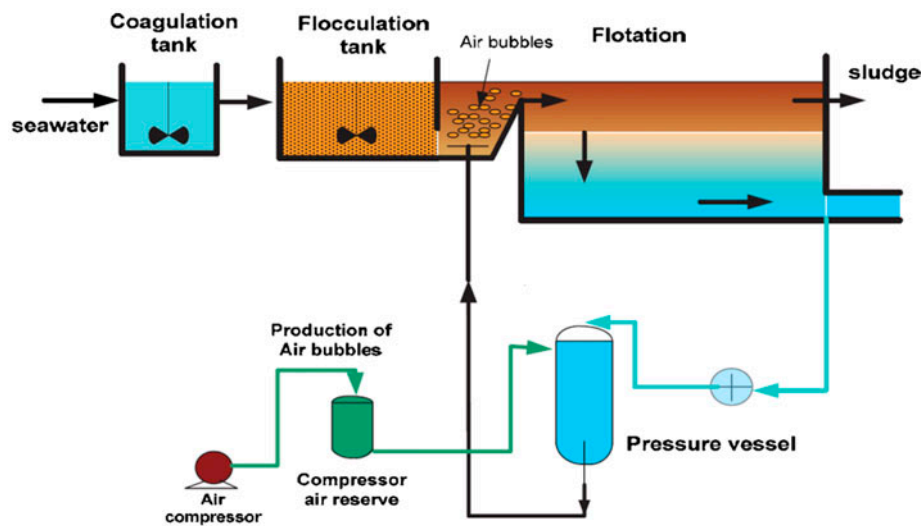 Coagulation
tank
Flocculation
tank
Air bubbles
Flotation
sludge
seawater
Production of
Air bubbles
Pressure vessel
Compressor
air reserve
Air
compressor